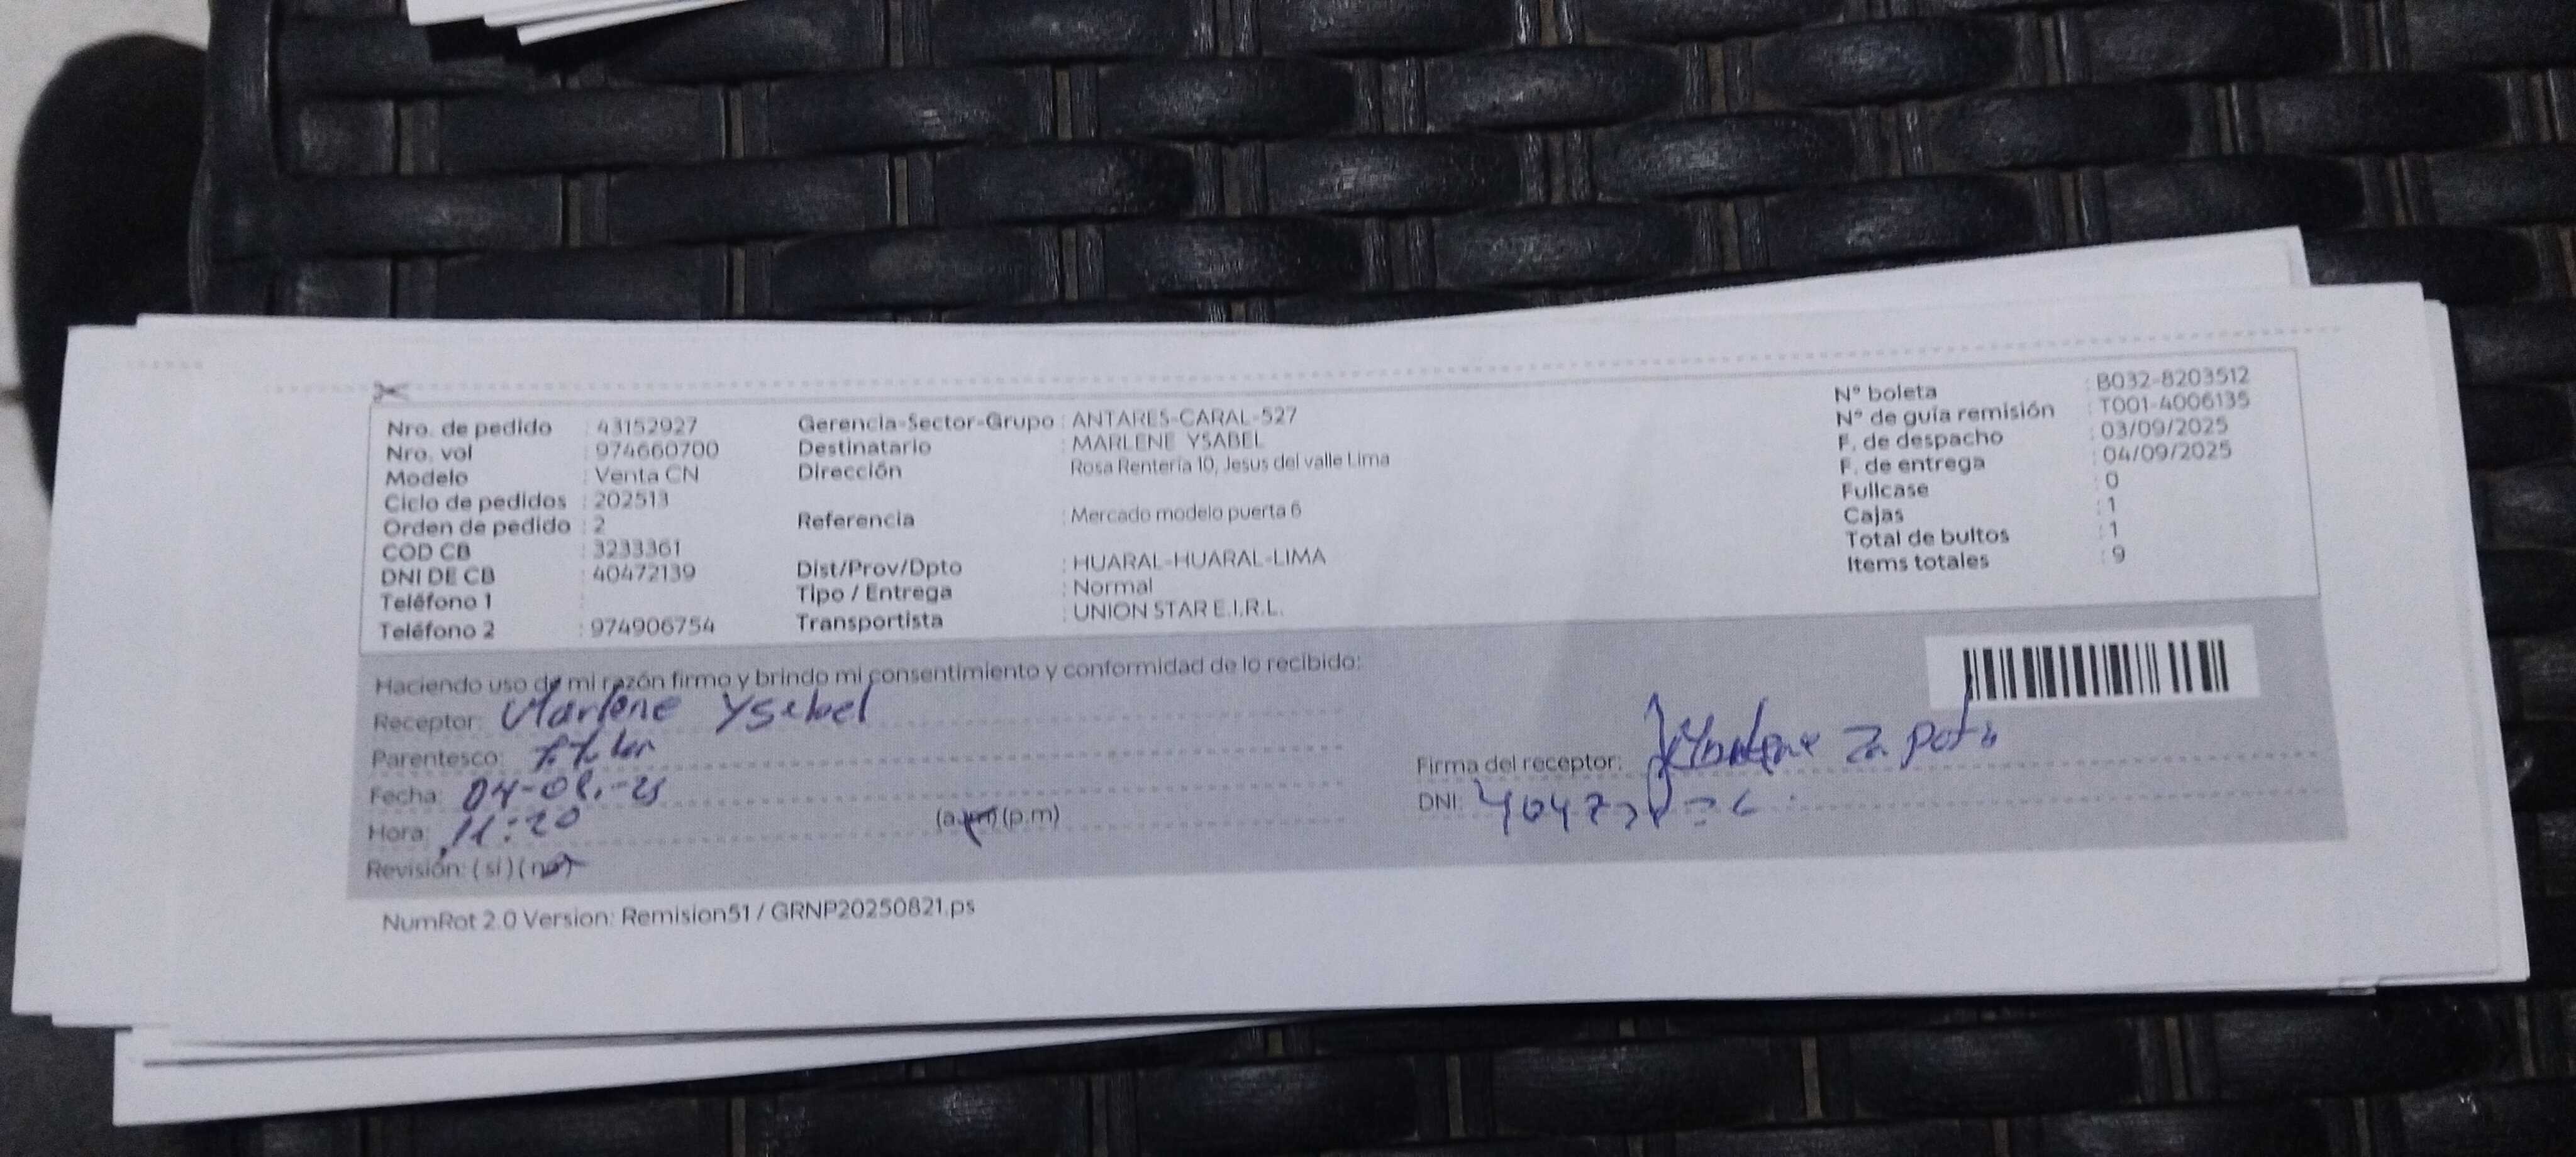 Nro. de pedido : 43152927
Nro. vol : 974660700
Modelo : Venta CN
Ciclo de pedidos : 202513
Orden de pedido : 2
COD CB : 3233361
DNI DE CB : 40472139
Teléfono 1 :
Teléfono 2 : 974906754
Gerencia-Sector-Grupo : ANTARES-CARAL-527
Destinatario : MARLENE YSABEL
Dirección Rosa Rentería 10, Jesus del valle Lima
Referencia : Mercado modelo puerta 6
Dist/Prov/Dpto : HUARAL-HUARAL-LIMA
Tipo / Entrega : Normal
Transportista : UNION STAR E.I.R.L.
N° boleta : B032-8203512
N° de guía remisión : T001-4006135
F. de despacho : 03/09/2025
F. de entrega : 04/09/2025
Fullcase : 0
Cajas : 1
Total de bultos : 1
Items totales : 9
Haciendo uso de mi razón firmo y brindo mi consentimiento y conformidad de lo recibido:
Receptor: Marlene Ysabel
Parentesco:
Fecha:
Hora: 11:20 (a.m) (p.m)
Revisión: ( si ) ( no )
Firma del receptor:
DNI:
NumRot 2.0 Version: Remision51 / GRNP20250821.ps